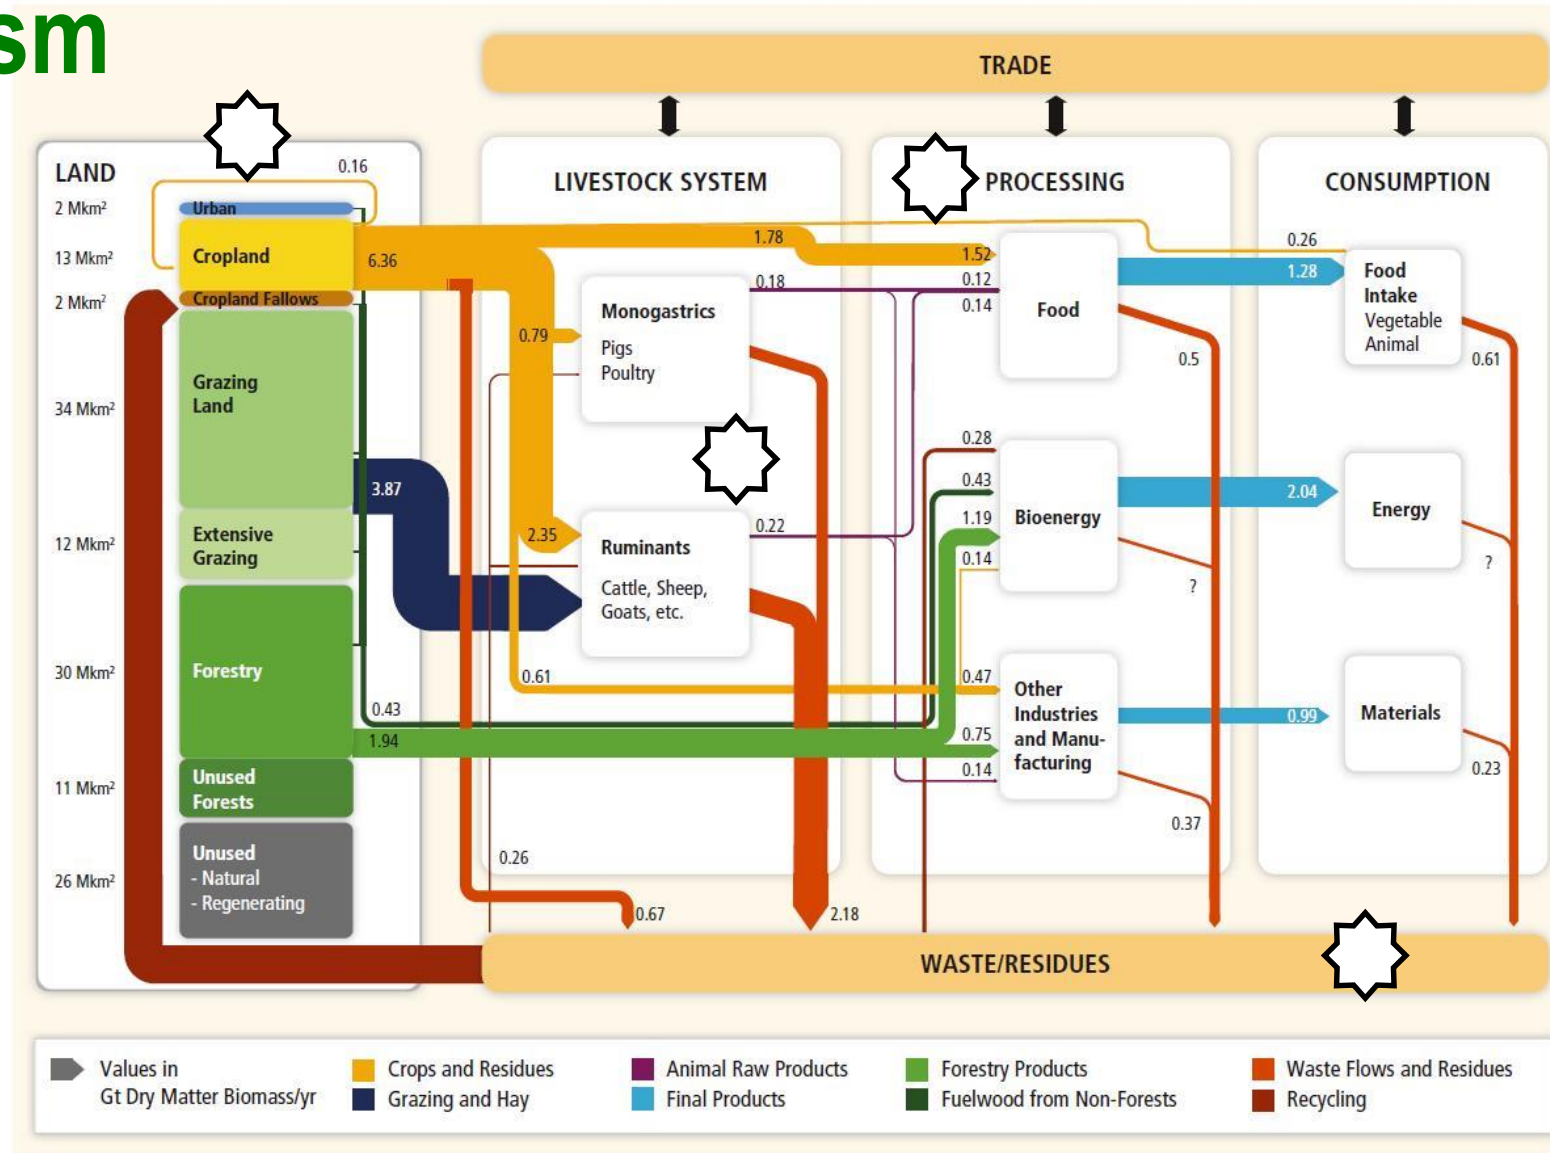 sm
TRADE
LAND
2 Mkm²
13 Mkm²
2 Mkm²
34 Mkm²
12 Mkm²
30 Mkm²
11 Mkm²
26 Mkm²
0.16
Urban
Cropland
6.36
Cropland Fallows
Grazing
Land
3.87
Extensive
Grazing
Forestry
0.43
1.94
Unused
Forests
Unused
- Natural
- Regenerating
LIVESTOCK SYSTEM
1.78
0.18
0.79
Monogastrics
Pigs
Poultry
2.35
0.22
Ruminants
Cattle, Sheep,
Goats, etc.
0.61
0.26
0.67
2.18
PROCESSING
1.52
0.12
0.14
Food
0.5
0.28
0.43
1.19
0.14
Bioenergy
?
0.47
0.75
0.14
Other
Industries
and Manu-
facturing
0.37
CONSUMPTION
0.26
1.28
Food
Intake
Vegetable
Animal
0.61
2.04
Energy
?
0.99
Materials
0.23
WASTE/RESIDUES
Values in
Gt Dry Matter Biomass/yr
Crops and Residues
Grazing and Hay
Animal Raw Products
Final Products
Forestry Products
Fuelwood from Non-Forests
Waste Flows and Residues
Recycling